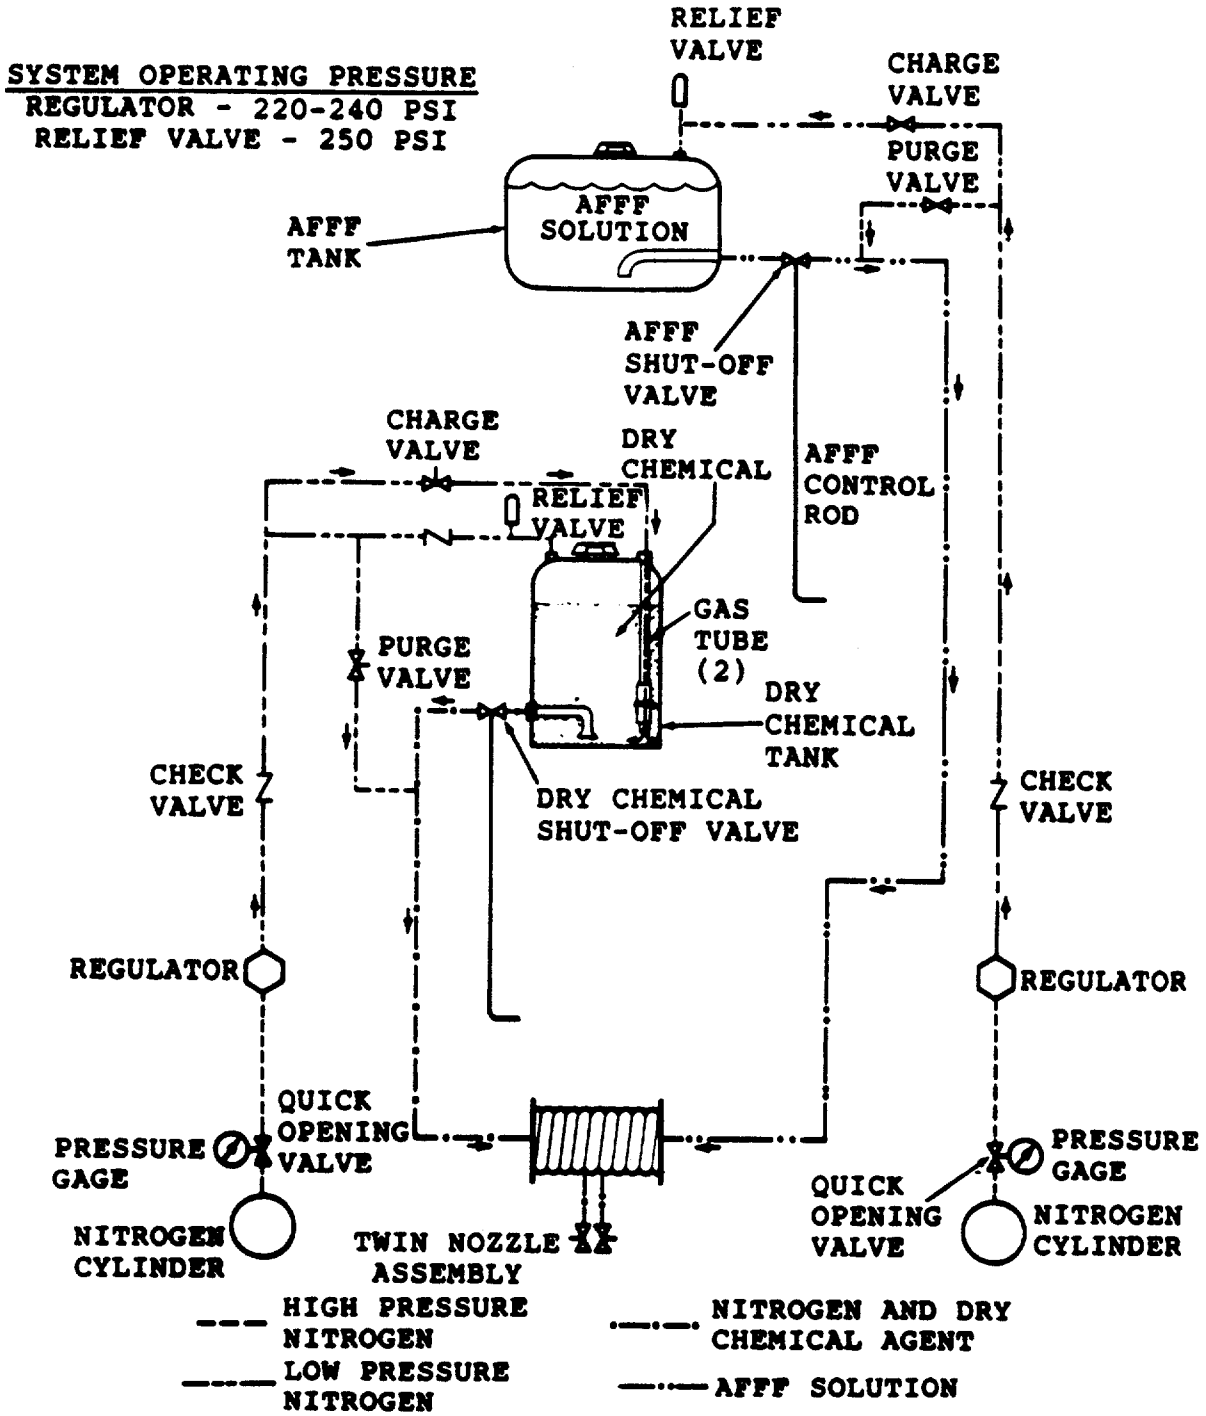 RELIEF
VALVE
SYSTEM OPERATING PRESSURE
REGULATOR - 220-240 PSI
RELIEF VALVE - 250 PSI
CHARGE
VALVE
PURGE
VALVE
AFFF
SOLUTION
AFFF
TANK
AFFF
SHUT-OFF
VALVE
CHARGE
VALVE
DRY
CHEMICAL
AFFF
CONTROL
ROD
RELIEF
VALVE
GAS
TUBE
(2)
PURGE
VALVE
DRY
CHEMICAL
TANK
CHECK
VALVE
DRY CHEMICAL
SHUT-OFF VALVE
CHECK
VALVE
REGULATOR
REGULATOR
QUICK
OPENING
VALVE
PRESSURE
GAGE
PRESSURE
GAGE
QUICK
OPENING
VALVE
NITROGEN
CYLINDER
TWIN NOZZLE
ASSEMBLY
NITROGEN
CYLINDER
HIGH PRESSURE
NITROGEN
LOW PRESSURE
NITROGEN
NITROGEN AND DRY
CHEMICAL AGENT
AFFF SOLUTION